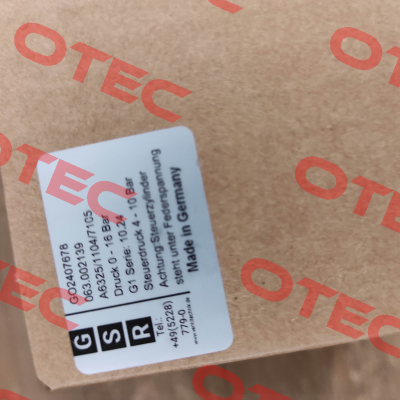 GO2407678
063.002139
A6325/1104/7105
Druck 0 - 16 Bar
G1 Serie: 10.24
Steuerdruck 4 - 10 Bar
Achtung:Steuerzylinder
steht unter Federspannung
Made in Germany
GSR
Tel.:
+49(5228)
779-0
OTEC
OTEC
OTEC
OTEC
OTEC
OTEC